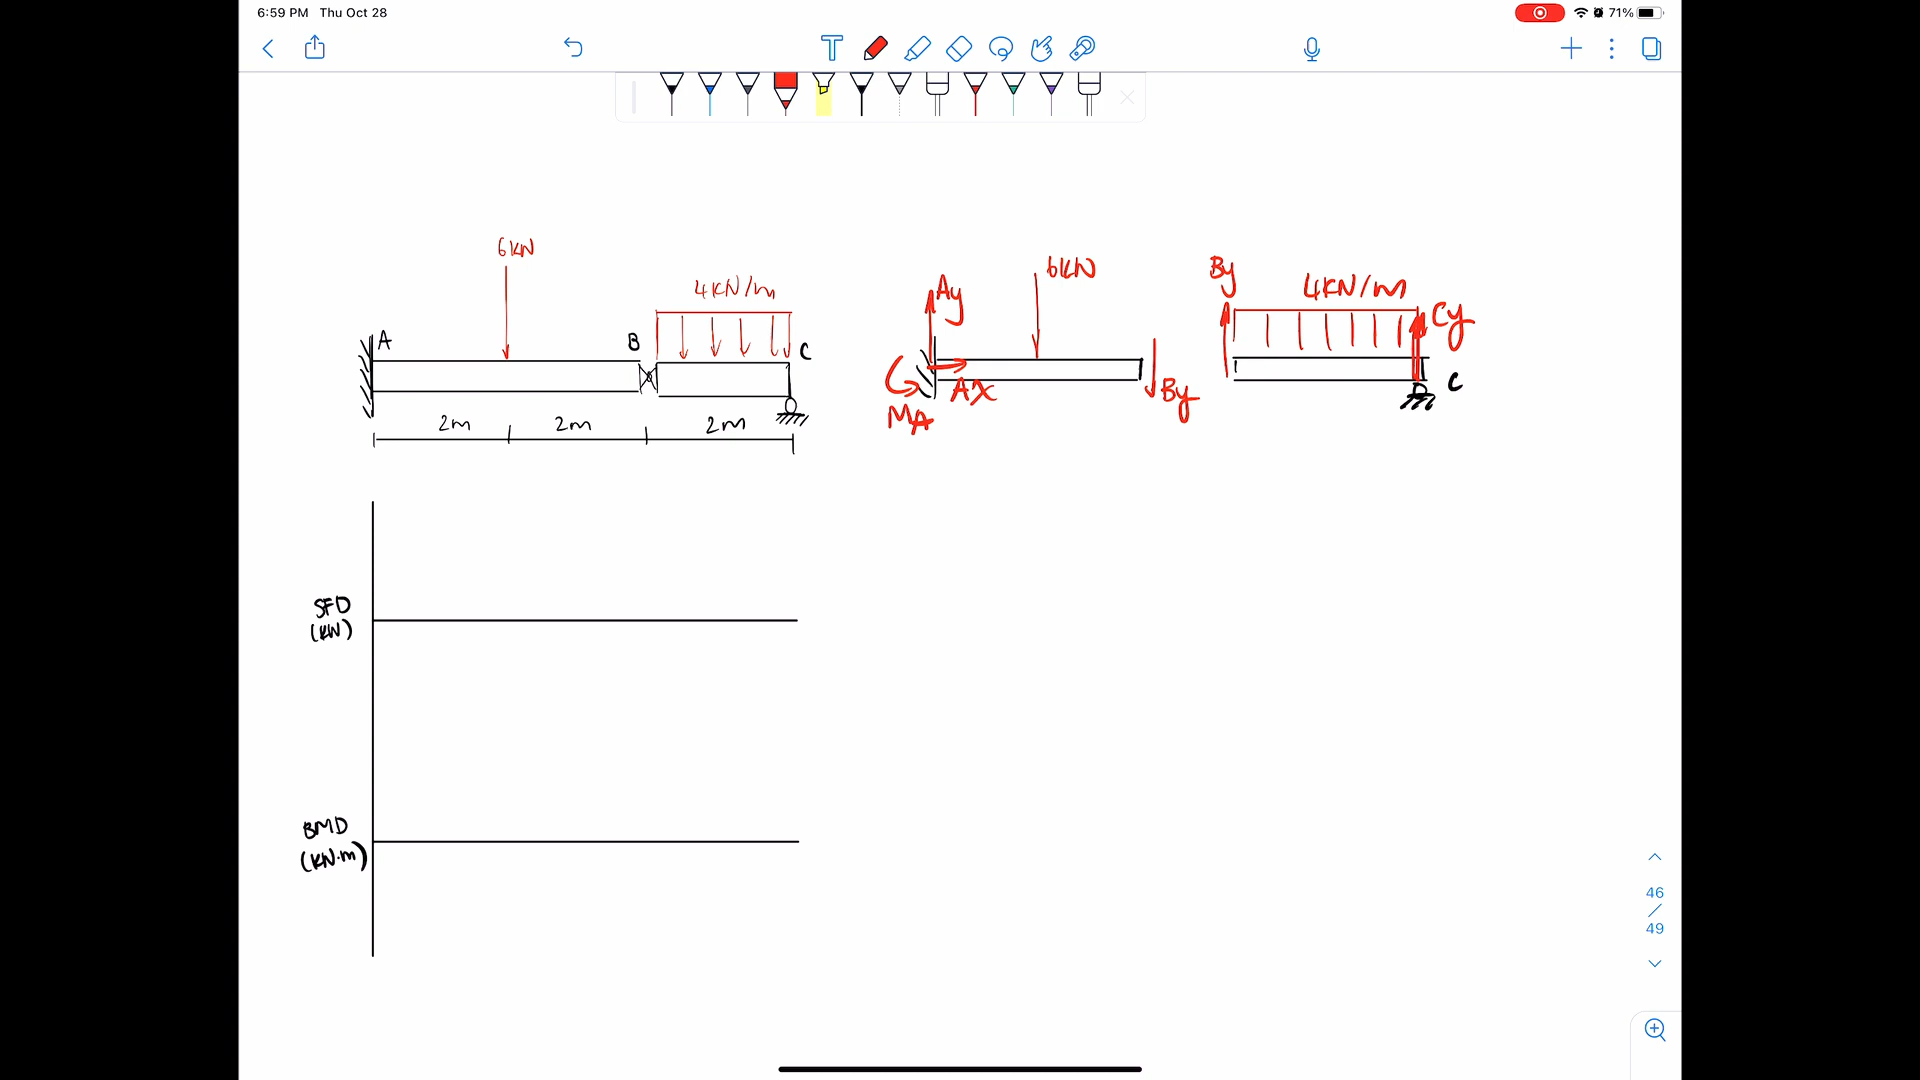 6:59 PM Thu Oct 28
71%
T
6KN
4KN/m
A
B
C
2m 2m 2m
Ay
6KN
Ax
MA
By
By
4KN/m
Cy
C
SFD
(KN)
BMD
(KN·m)
46
/
49